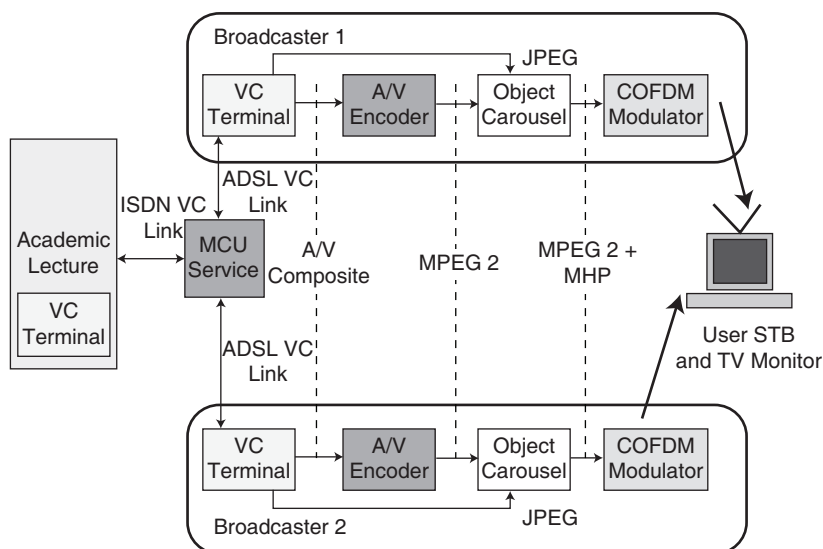 Broadcaster 1
JPEG
VC
Terminal
A/V
Encoder
Object
Carousel
COFDM
Modulator
ADSL VC
Link
ISDN VC
Link
Academic
Lecture
VC
Terminal
MCU
Service
A/V
Composite
MPEG 2
MPEG 2 +
MHP
User STB
and TV Monitor
ADSL VC
Link
VC
Terminal
A/V
Encoder
Object
Carousel
COFDM
Modulator
JPEG
Broadcaster 2